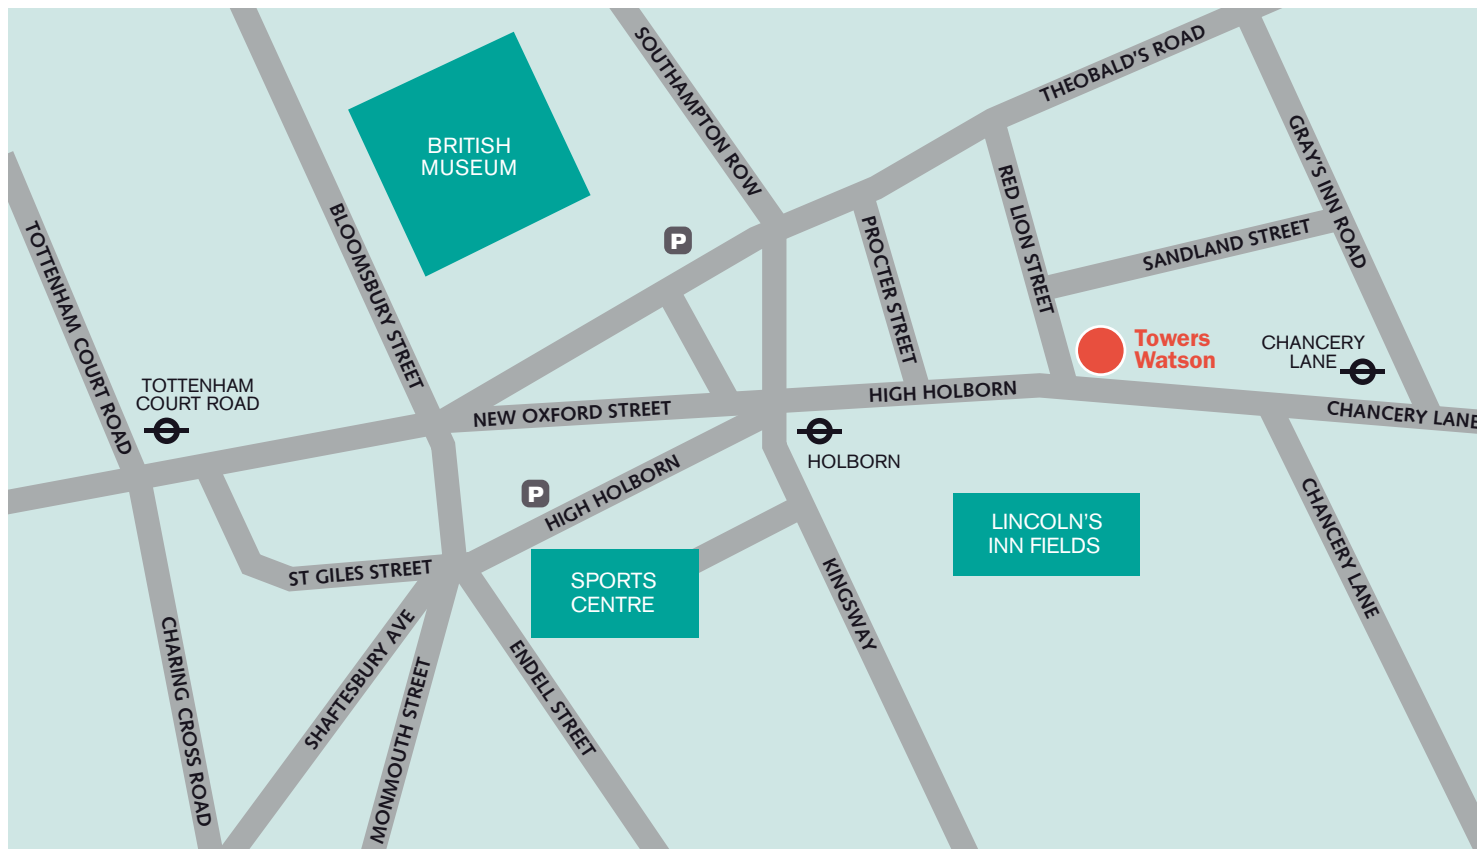 SOUTHAMPTON ROW
THEOBALD'S ROAD
BRITISH
MUSEUM
GRAY'S INN ROAD
RED LION STREET
BLOOMSBURY STREET
P
PROCTER STREET
SANDLAND STREET
TOTTENHAM COURT ROAD
Towers
Watson
CHANCERY
LANE
TOTTENHAM
COURT ROAD
NEW OXFORD STREET
HIGH HOLBORN
CHANCERY LANE
HOLBORN
P
HIGH HOLBORN
LINCOLN'S
INN FIELDS
CHANCERY LANE
ST GILES STREET
SPORTS
CENTRE
KINGSWAY
CHARING CROSS ROAD
SHAFTESBURY AVE
MONMOUTH STREET
ENDELL STREET